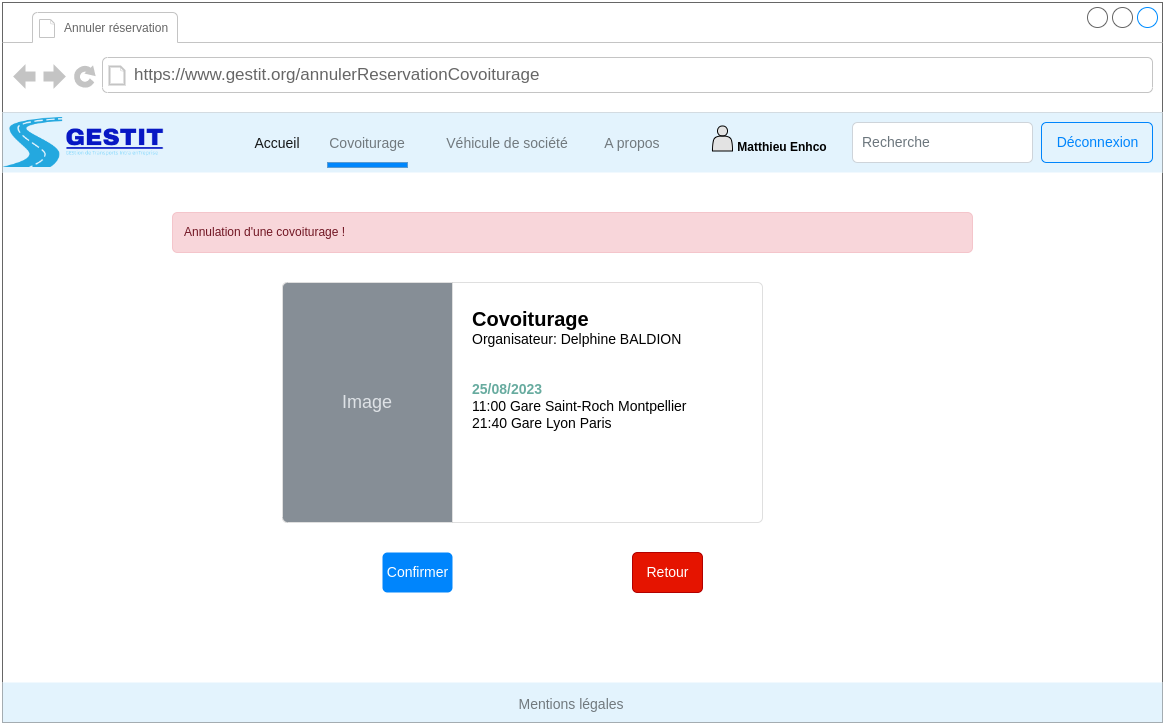 Annuler réservation
https://www.gestit.org/annulerReservationCovoiturage
GESTIT
Accueil
Covoiturage
Véhicule de société
A propos
Matthieu Enhco
Recherche
Déconnexion
Annulation d'une covoiturage !
Image
Covoiturage
Organisateur: Delphine BALDION
25/08/2023
11:00 Gare Saint-Roch Montpellier
21:40 Gare Lyon Paris
Confirmer
Retour
Mentions légales